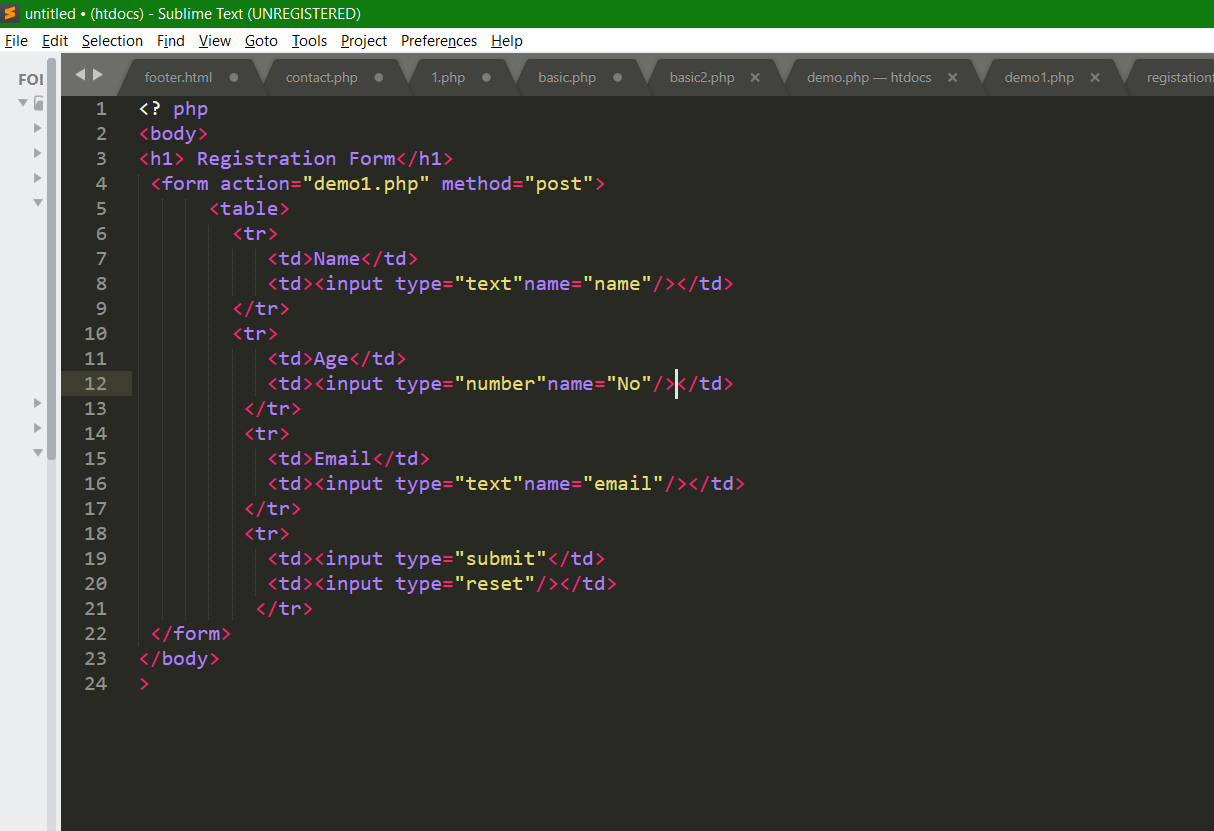 untitled • (htdocs) - Sublime Text (UNREGISTERED)
File Edit Selection Find View Goto Tools Project Preferences Help
FOI
footer.html contact.php 1.php basic.php basic2.php demo.php — htdocs demo1.php registation
1 <? php
2 <body>
3 <h1> Registration Form</h1>
4 <form action="demo1.php" method="post">
5 <table>
6 <tr>
7 <td>Name</td>
8 <td><input type="text"name="name"/></td>
9 </tr>
10 <tr>
11 <td>Age</td>
12 <td><input type="number"name="No"/></td>
13 </tr>
14 <tr>
15 <td>Email</td>
16 <td><input type="text"name="email"/></td>
17 </tr>
18 <tr>
19 <td><input type="submit"</td>
20 <td><input type="reset"/></td>
21 </tr>
22 </form>
23 </body>
24 >